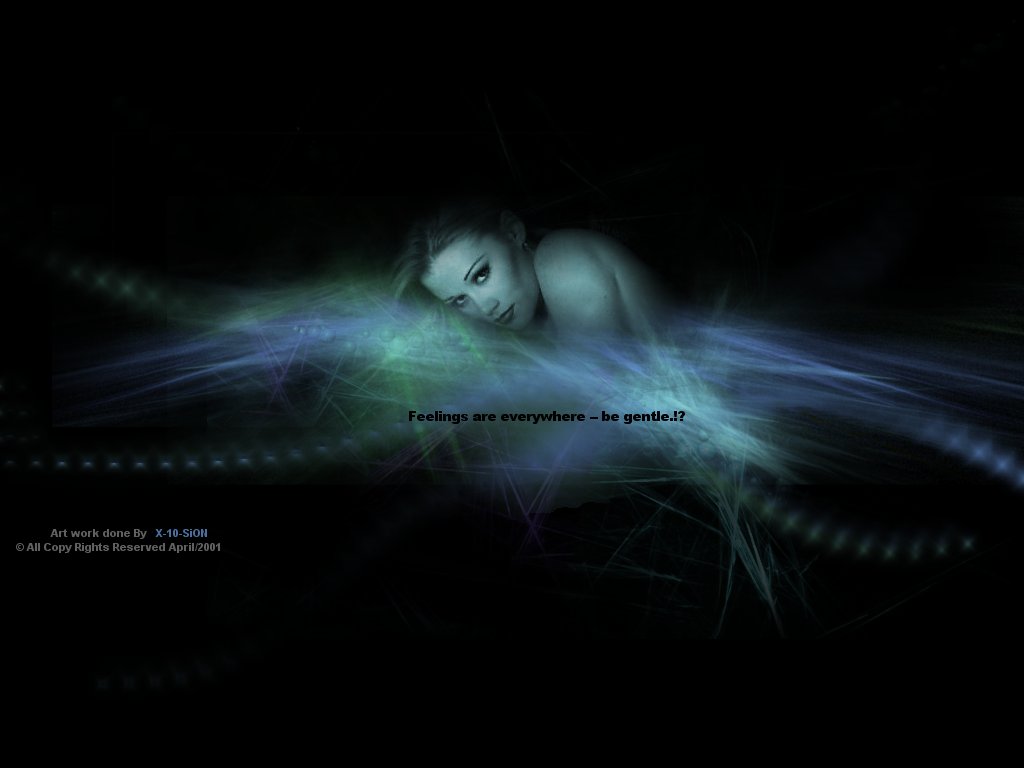 Feelings are everywhere – be gentle.!?
Art work done By X-10-SiON
© All Copy Rights Reserved April/2001